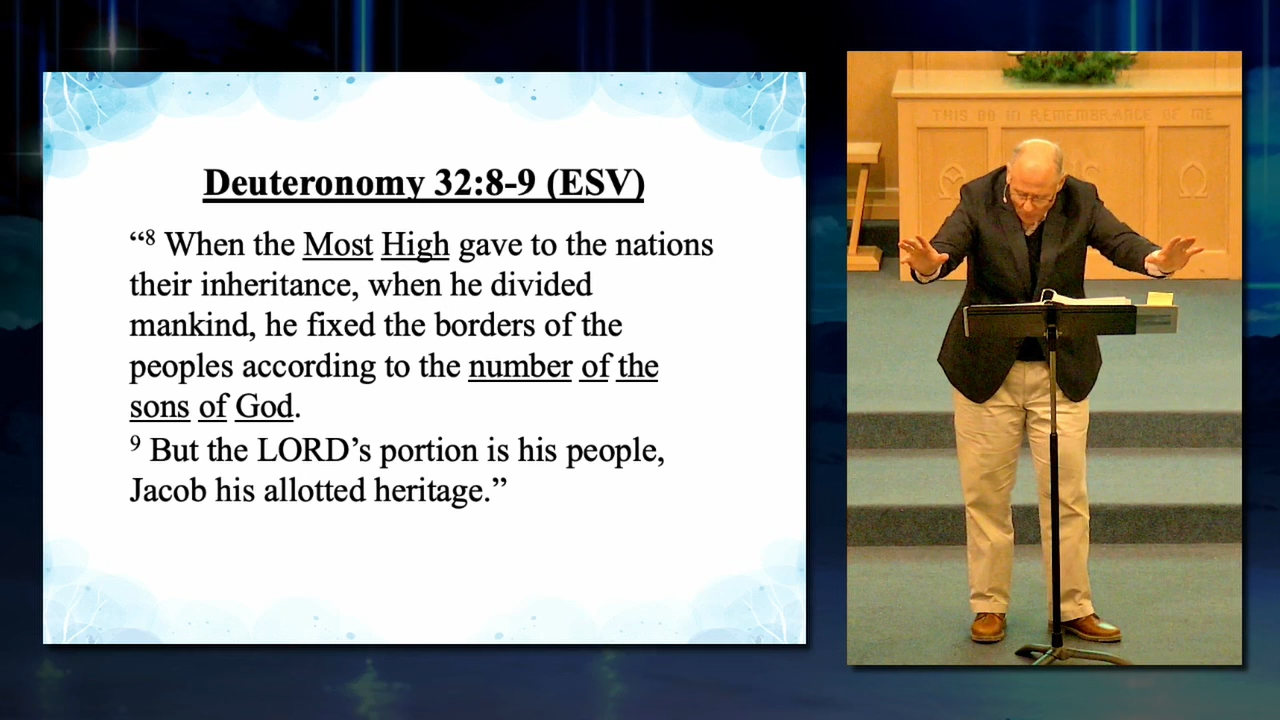 Deuteronomy 32:8-9 (ESV)
“⁸ When the Most High gave to the nations
their inheritance, when he divided
mankind, he fixed the borders of the
peoples according to the number of the
sons of God.
⁹ But the LORD’s portion is his people,
Jacob his allotted heritage.”
THIS DO IN REMEMBRANCE OF ME